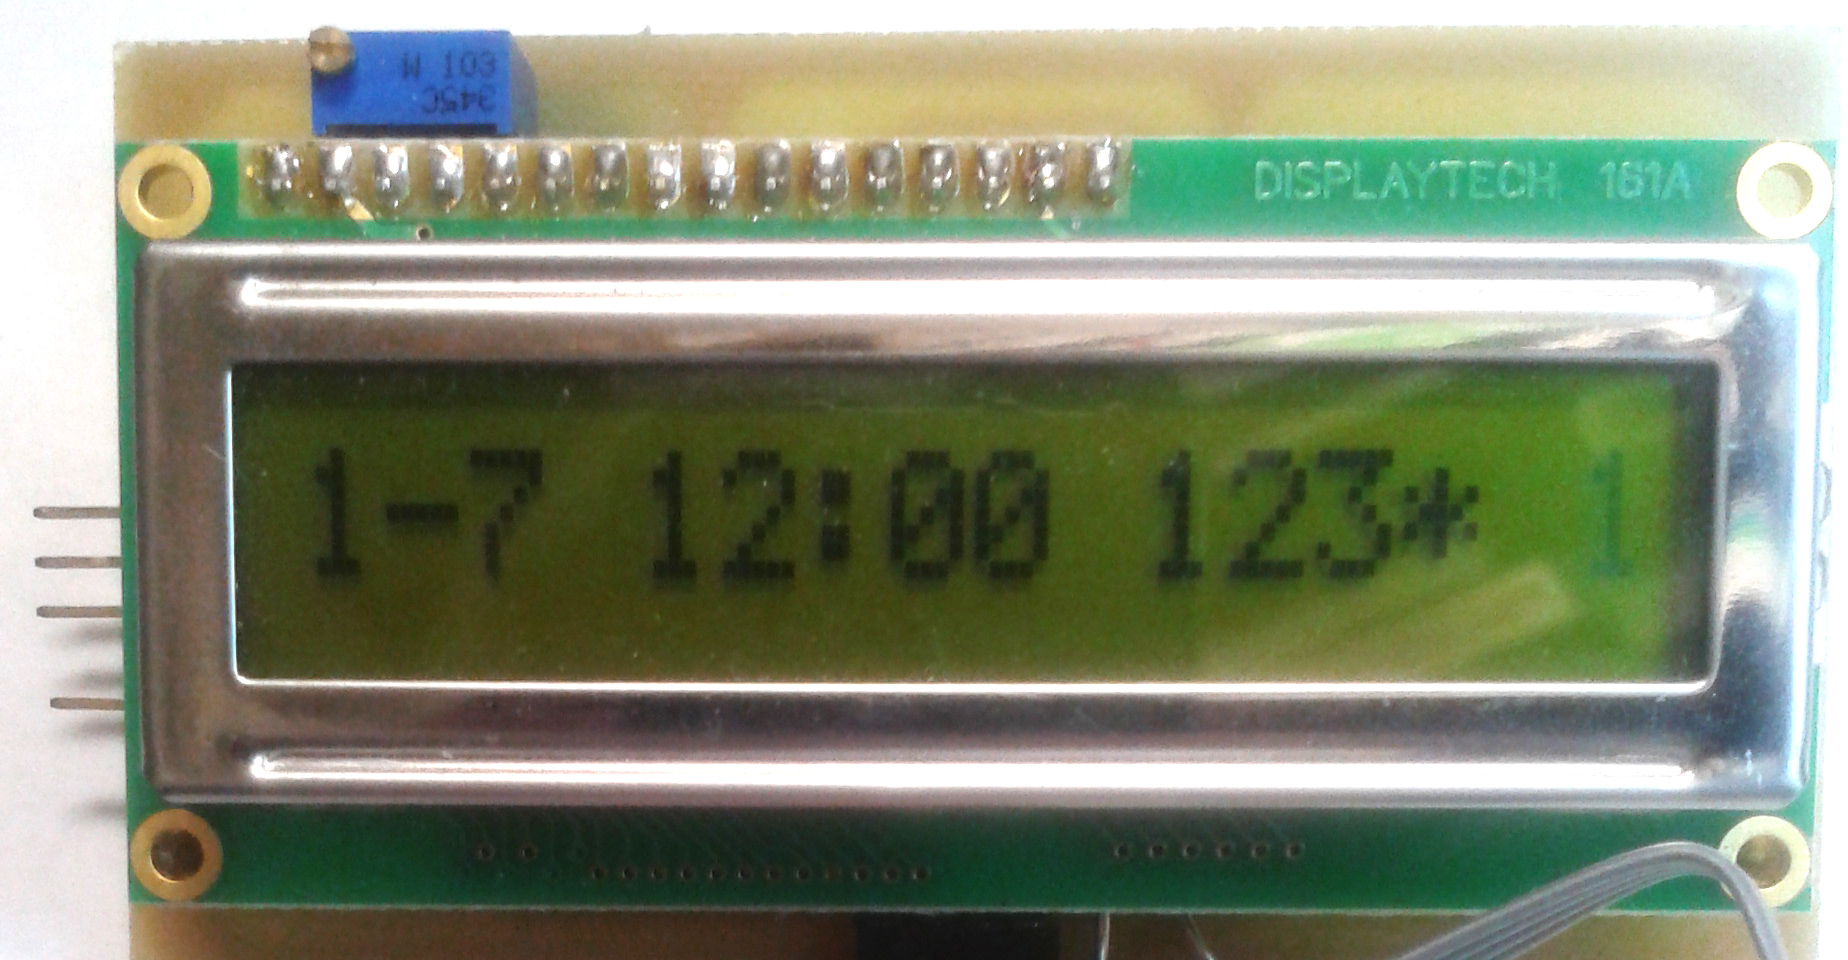 W 103
345C
DISPLAYTECH 161A
1-7 12:00 123* 1